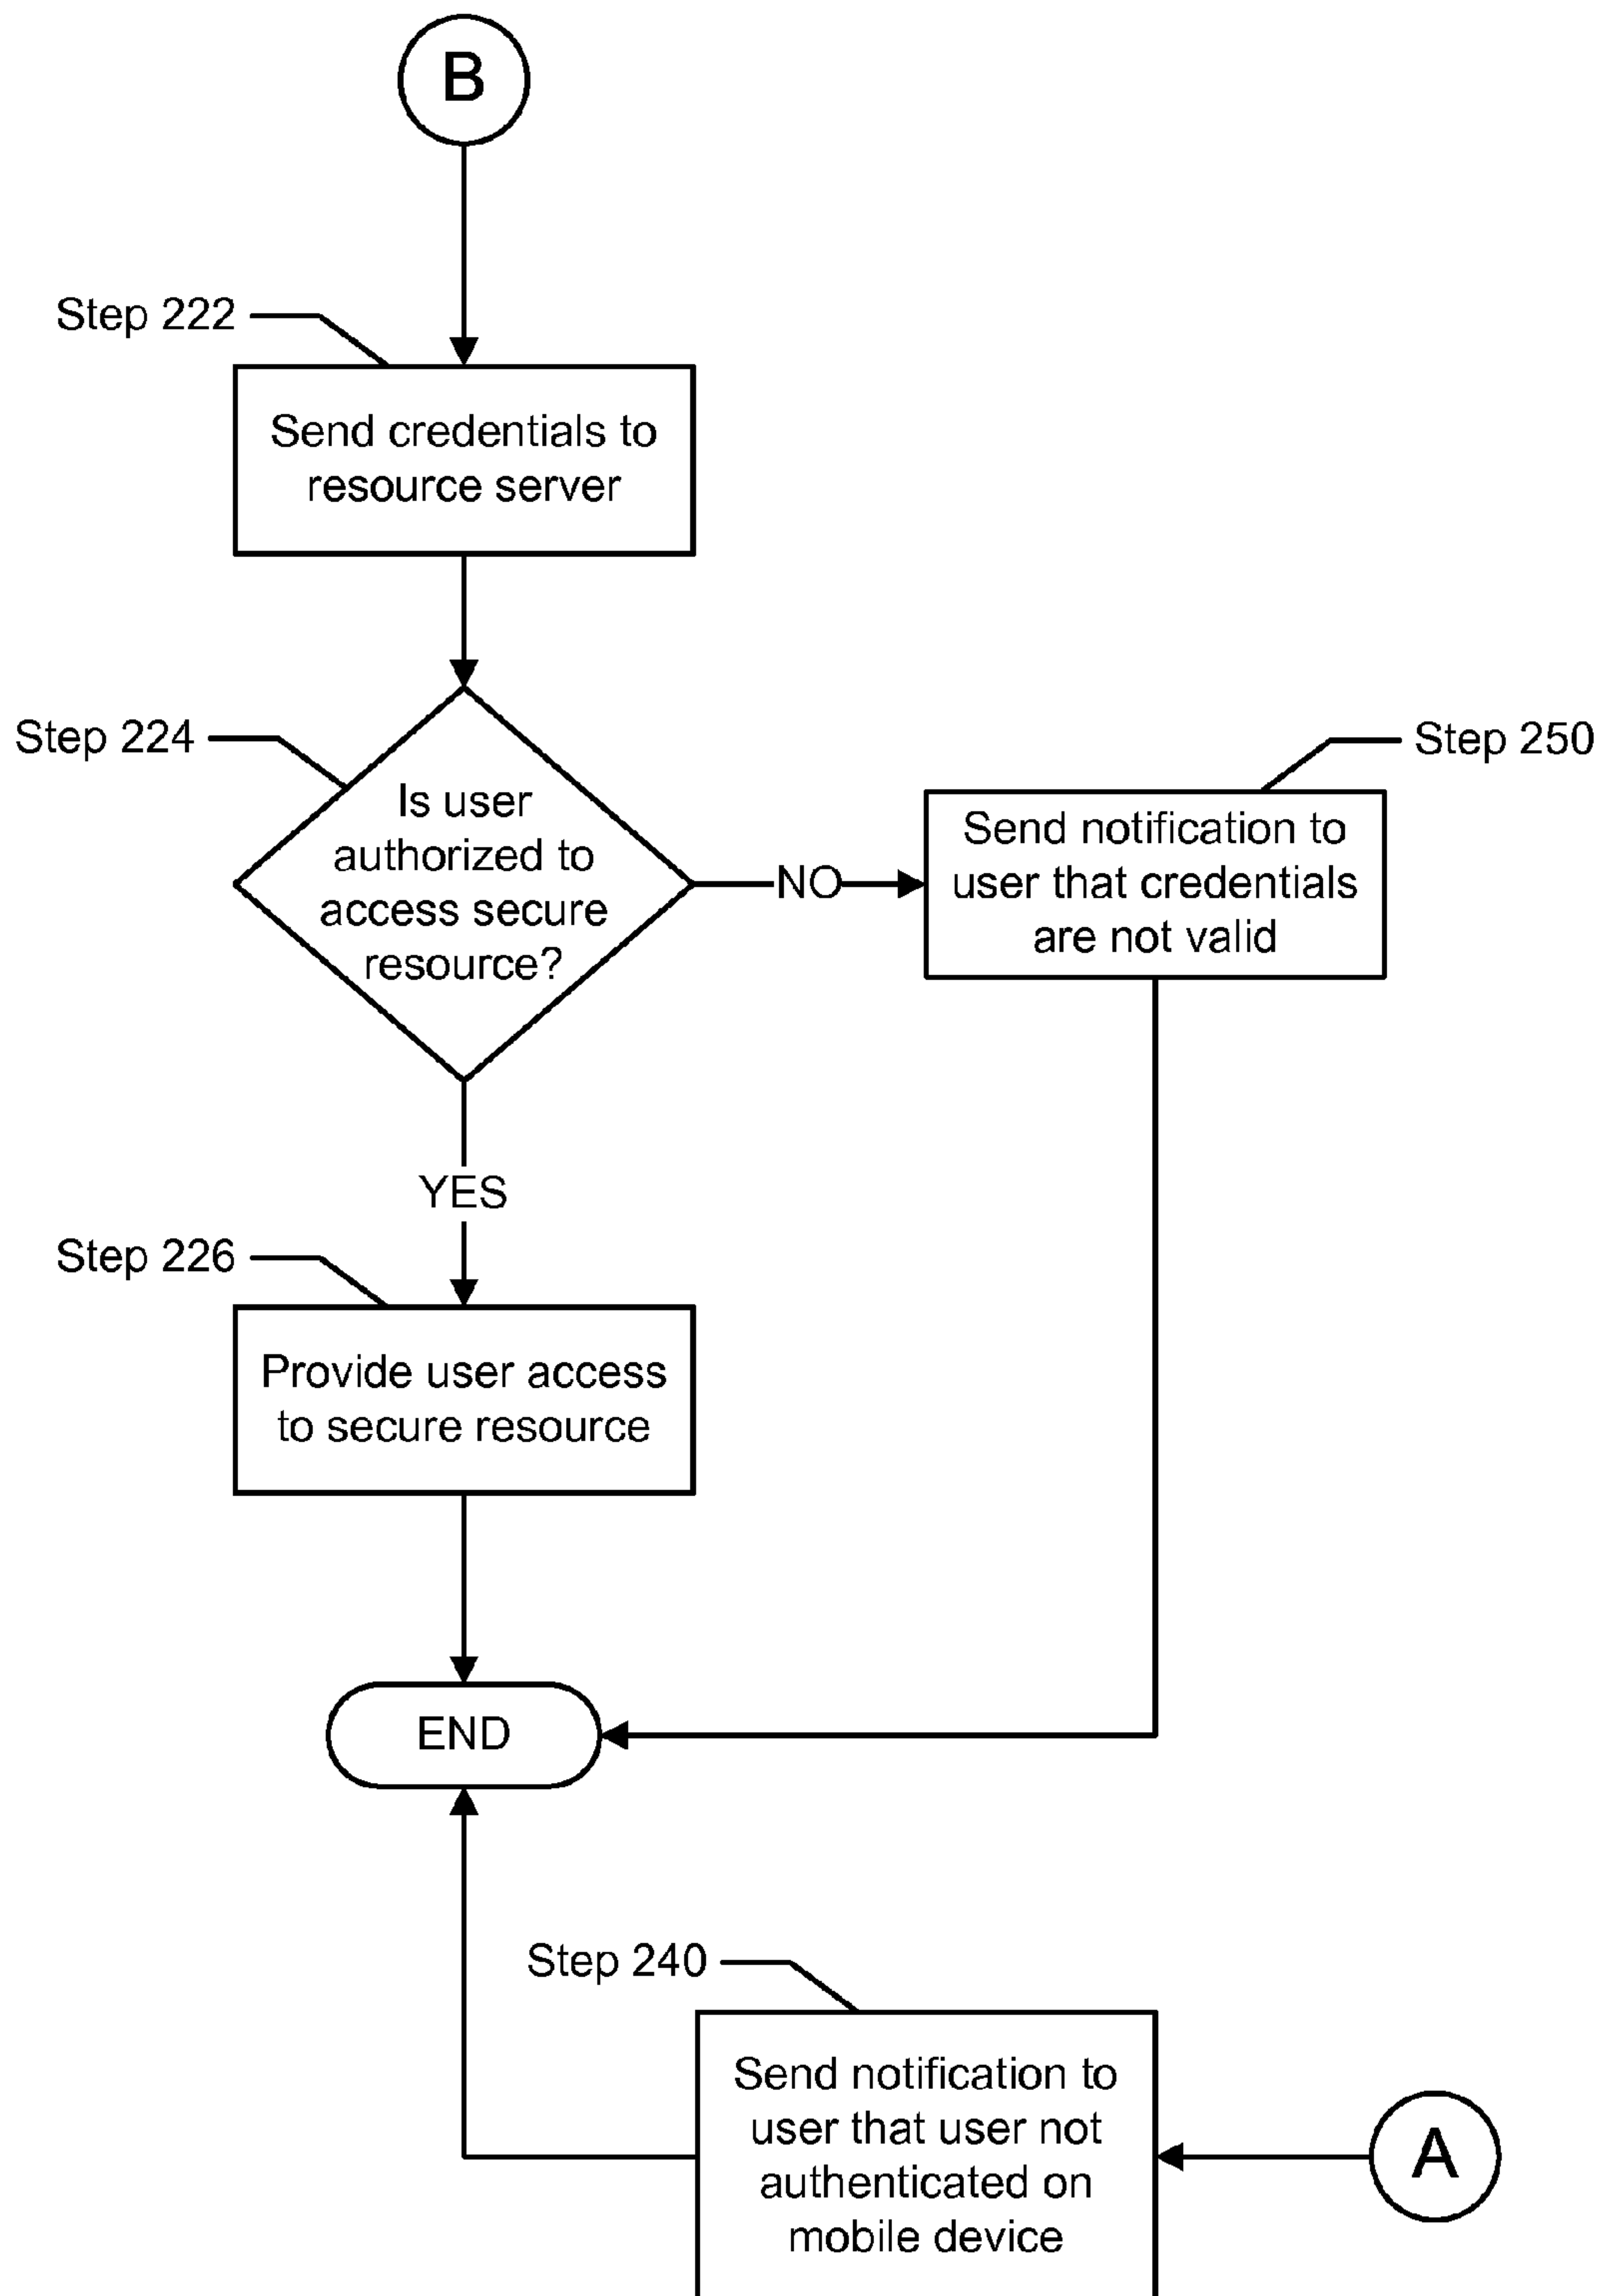 B
Step 222
Send credentials to
resource server
Step 224
Is user
authorized to
access secure
resource?
NO
Step 250
Send notification to
user that credentials
are not valid
YES
Step 226
Provide user access
to secure resource
END
Step 240
Send notification to
user that user not
authenticated on
mobile device
A